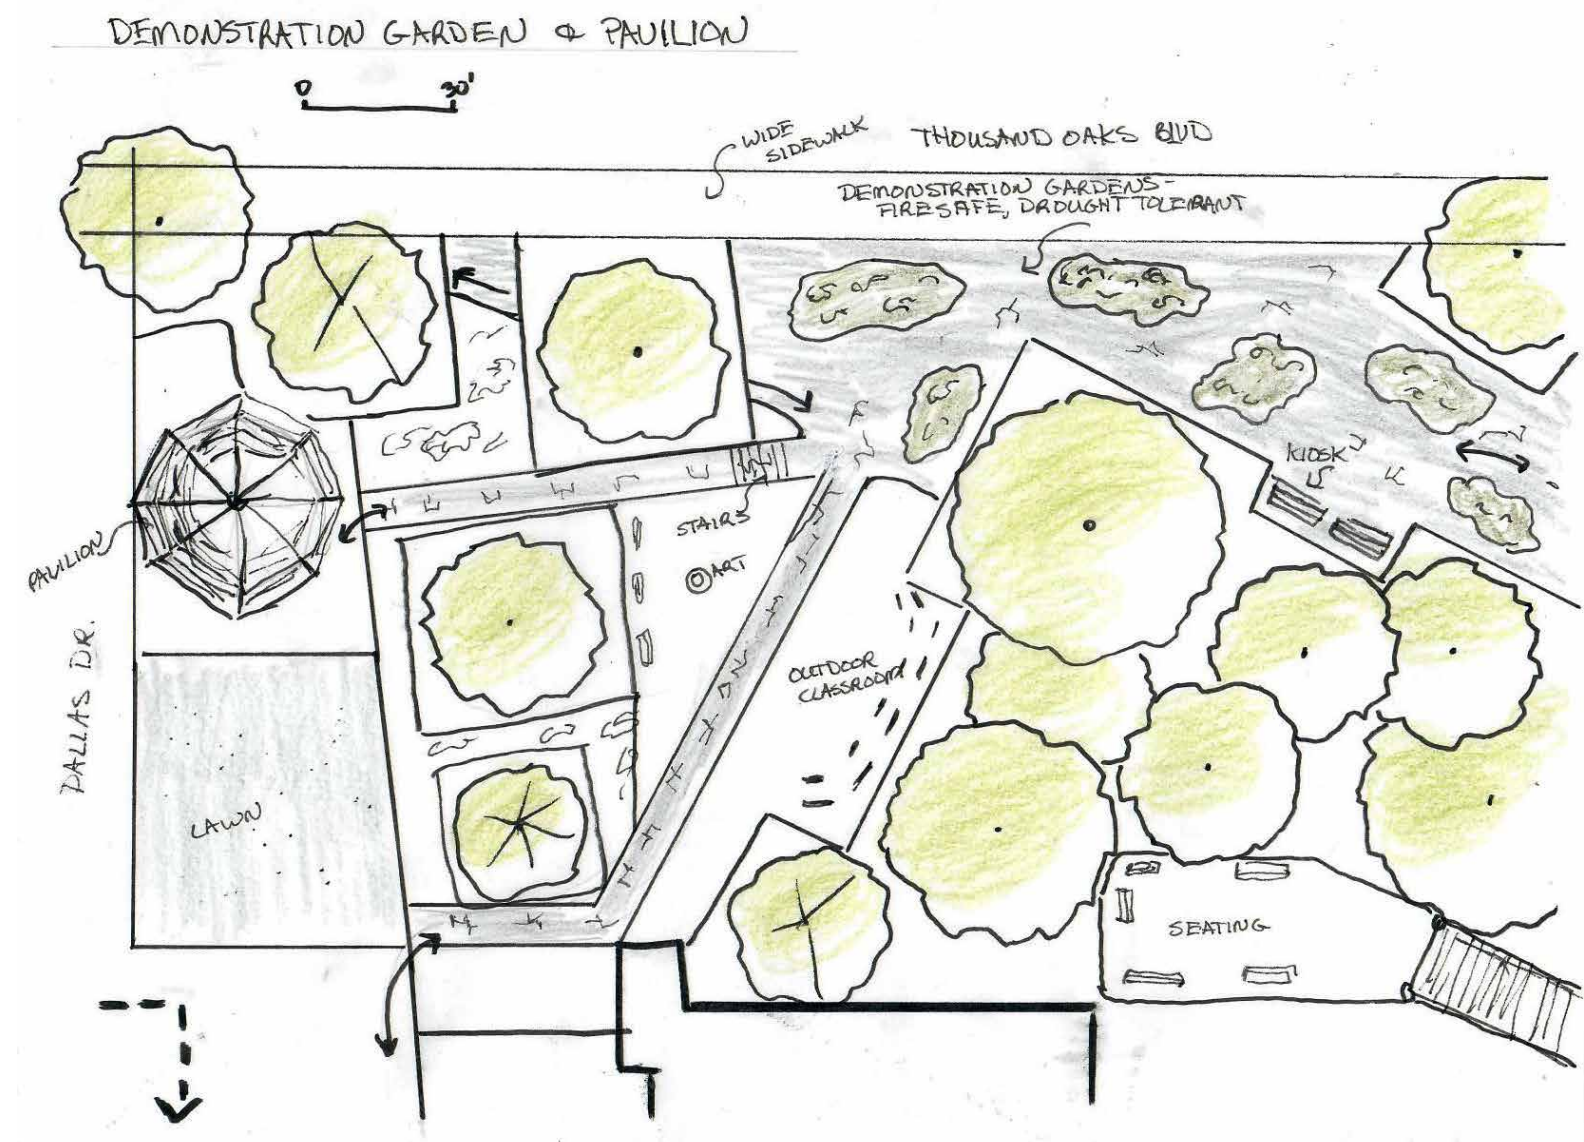 DEMONSTRATION GARDEN & PAVILION
0 30'
WIDE
SIDEWALK
THOUSAND OAKS BLVD
DEMONSTRATION GARDENS-
FIRESAFE, DROUGHT TOLERANT
KIOSK
STAIRS
ART
PAVILION
OUTDOOR
CLASSROOM
DALLAS DR.
LAWN
SEATING